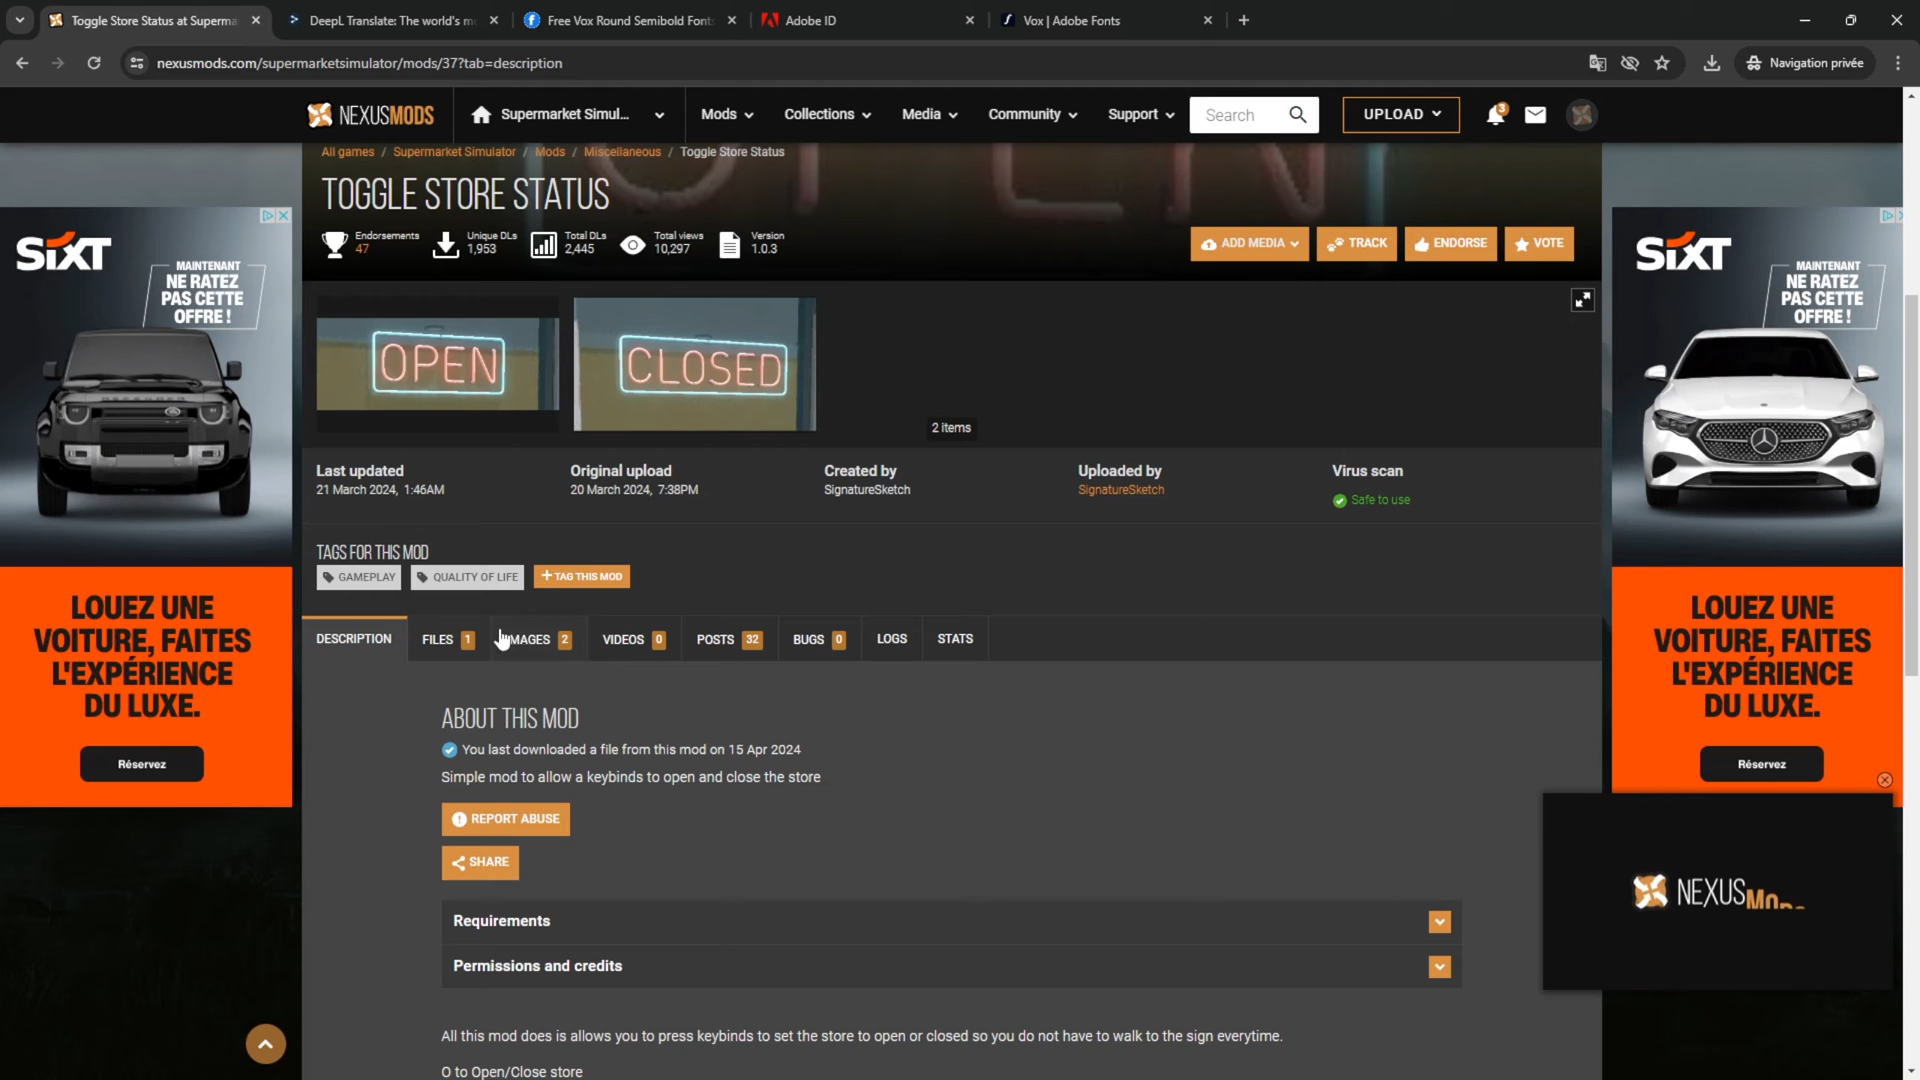 Toggle Store Status at Superma
DeepL Translate: The world's m
Free Vox Round Semibold Font
Adobe ID
Vox | Adobe Fonts
nexusmods.com/supermarketsimulator/mods/37?tab=description
Navigation privée
NEXUSMODS
Supermarket Simul...
Mods
Collections
Media
Community
Support
Search
UPLOAD
3
All games / Supermarket Simulator / Mods / Miscellaneous / Toggle Store Status
TOGGLE STORE STATUS
Endorsements
47
Unique DLs
1,953
Total DLs
2,445
Total views
10,297
Version
1.0.3
ADD MEDIA
TRACK
ENDORSE
VOTE
OPEN
CLOSED
2 items
Last updated
21 March 2024, 1:46AM
Original upload
20 March 2024, 7:38PM
Created by
SignatureSketch
Uploaded by
SignatureSketch
Virus scan
Safe to use
TAGS FOR THIS MOD
GAMEPLAY
QUALITY OF LIFE
+ TAG THIS MOD
DESCRIPTION
FILES 1
IMAGES 2
VIDEOS 0
POSTS 32
BUGS 0
LOGS
STATS
ABOUT THIS MOD
You last downloaded a file from this mod on 15 Apr 2024
Simple mod to allow a keybinds to open and close the store
REPORT ABUSE
SHARE
Requirements
Permissions and credits
All this mod does is allows you to press keybinds to set the store to open or closed so you do not have to walk to the sign everytime.
O to Open/Close store
SIXT
MAINTENANT
NE RATEZ
PAS CETTE
OFFRE !
LOUEZ UNE
VOITURE, FAITES
L'EXPÉRIENCE
DU LUXE.
Réservez
SIXT
MAINTENANT
NE RATEZ
PAS CETTE
OFFRE !
LOUEZ UNE
VOITURE, FAITES
L'EXPÉRIENCE
DU LUXE.
Réservez
NEXUS